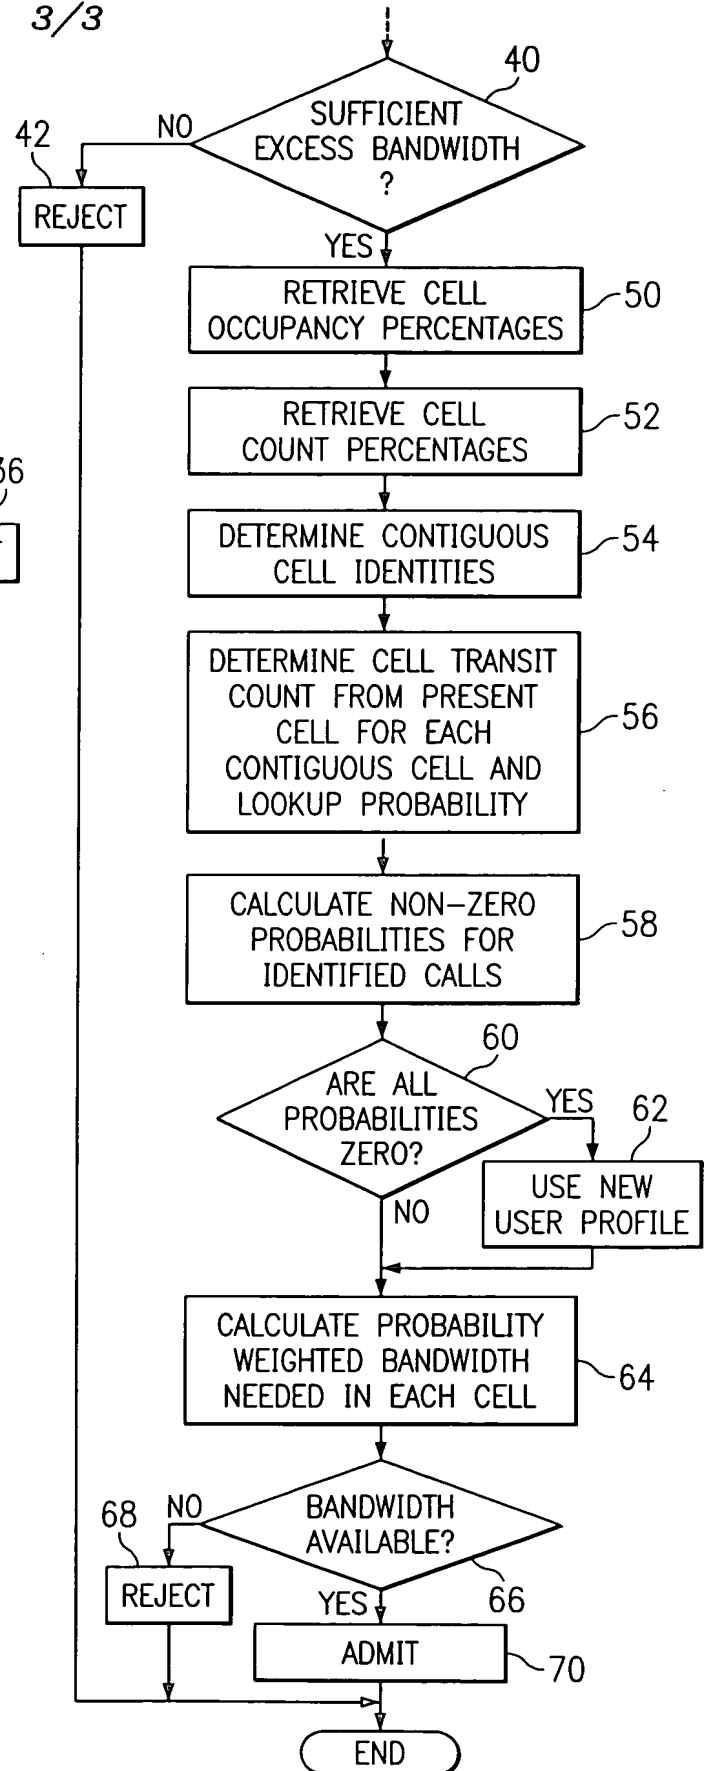 3/3
40
SUFFICIENT
EXCESS BANDWIDTH
?
NO
42
REJECT
YES
RETRIEVE CELL
OCCUPANCY PERCENTAGES
50
RETRIEVE CELL
COUNT PERCENTAGES
52
36
DETERMINE CONTIGUOUS
CELL IDENTITIES
54
DETERMINE CELL TRANSIT
COUNT FROM PRESENT
CELL FOR EACH
CONTIGUOUS CELL AND
LOOKUP PROBABILITY
56
CALCULATE NON-ZERO
PROBABILITIES FOR
IDENTIFIED CALLS
58
60
ARE ALL
PROBABILITIES
ZERO?
YES
62
USE NEW
USER PROFILE
NO
CALCULATE PROBABILITY
WEIGHTED BANDWIDTH
NEEDED IN EACH CELL
64
BANDWIDTH
AVAILABLE?
66
NO
68
REJECT
YES
ADMIT
70
END